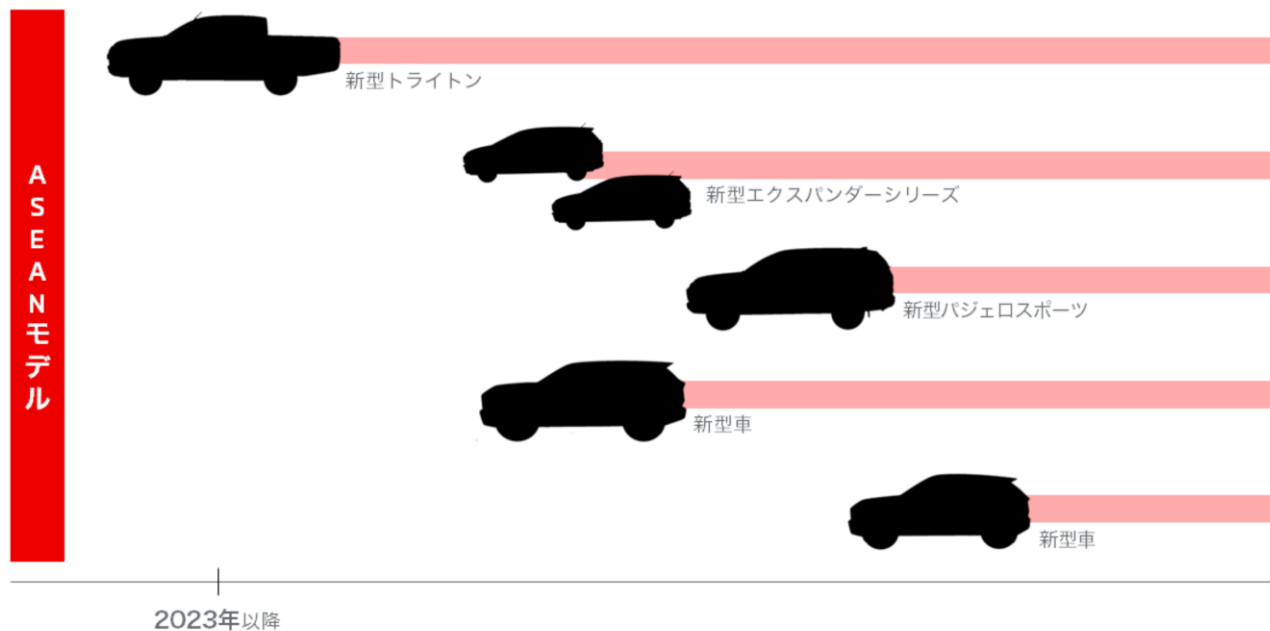 ASEANモデル
新型トライトン
新型エクスパンダーシリーズ
新型パジェロスポーツ
新型車
新型車
2023年以降